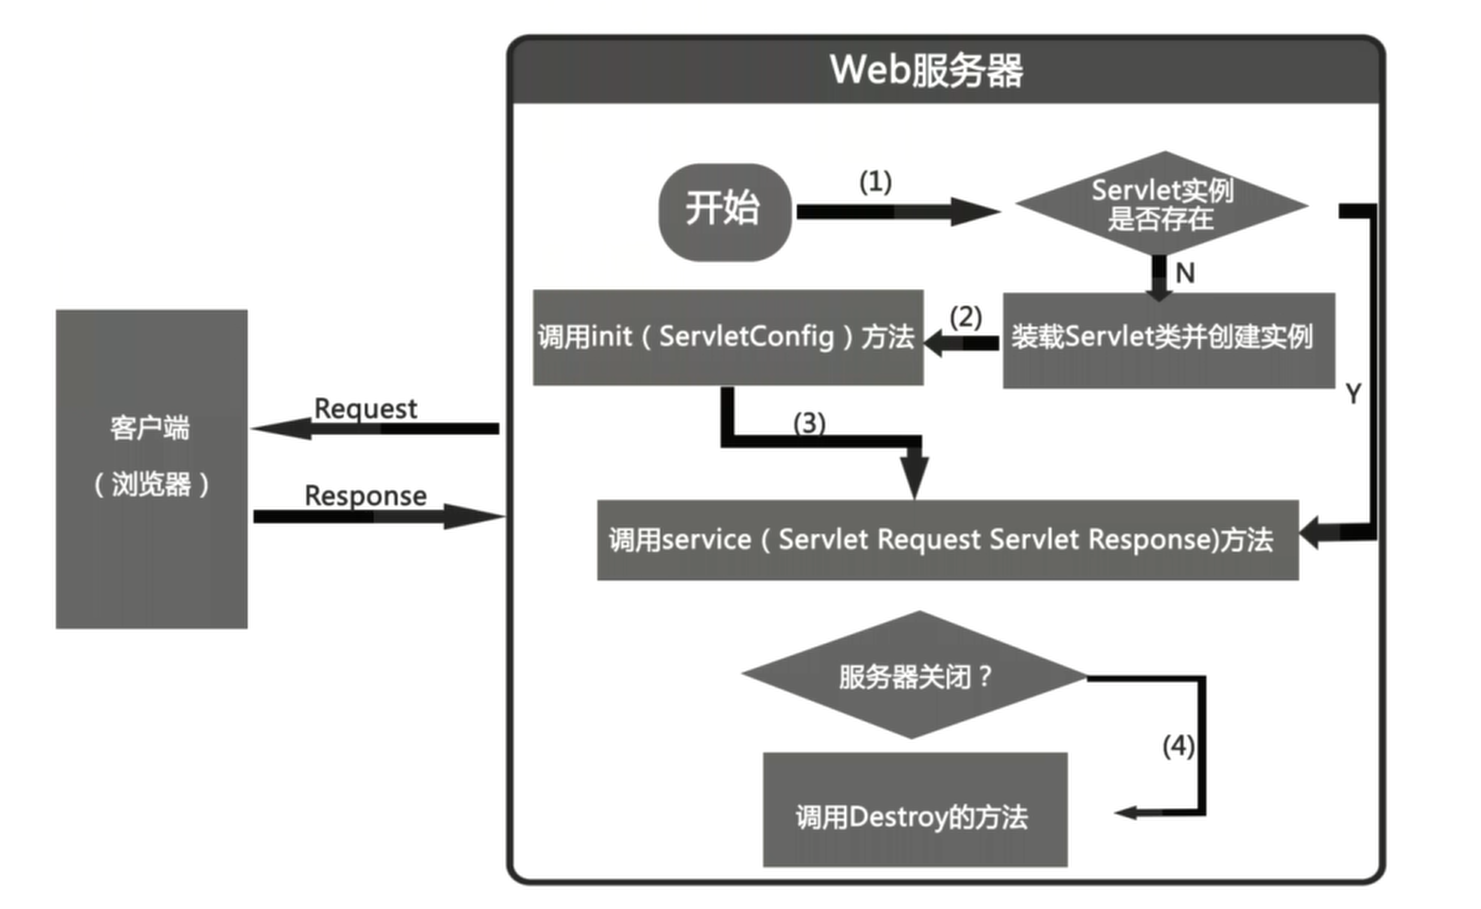 Web服务器
开始
(1)
Servlet实例
是否存在
N
调用init（ServletConfig）方法
(2)
装载Servlet类并创建实例
Y
(3)
客户端
（浏览器）
Request
Response
调用service（Servlet Request Servlet Response)方法
服务器关闭？
(4)
调用Destroy的方法